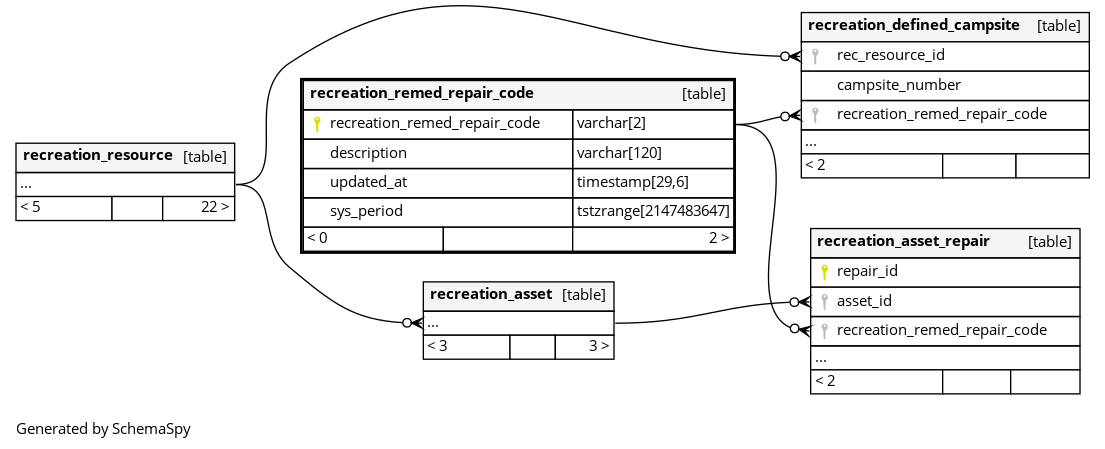 recreation_defined_campsite [table]
rec_resource_id
campsite_number
recreation_remed_repair_code
...
< 2
recreation_remed_repair_code [table]
recreation_remed_repair_code varchar[2]
description varchar[120]
updated_at timestamp[29,6]
sys_period tstzrange[2147483647]
< 0 2 >
recreation_resource [table]
...
< 5 22 >
recreation_asset_repair [table]
repair_id
asset_id
recreation_remed_repair_code
...
< 2
recreation_asset [table]
...
< 3 3 >
Generated by SchemaSpy